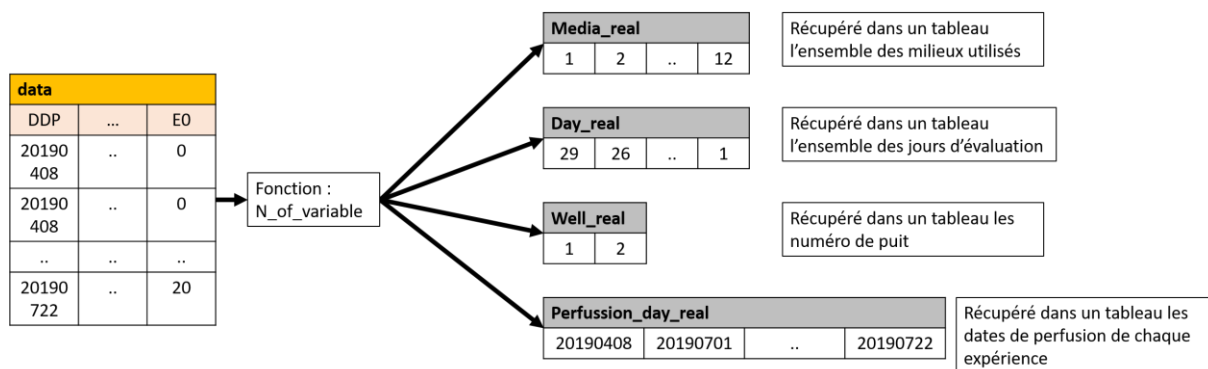 data
DDP ... E0
20190
408 .. 0
20190
408 .. 0
.. .. ..
20190
722 .. 20
Fonction :
N_of_variable
Media_real
1 2 .. 12
Récupéré dans un tableau
l'ensemble des milieux utilisés
Day_real
29 26 .. 1
Récupéré dans un tableau
l'ensemble des jours d'évaluation
Well_real
1 2
Récupéré dans un tableau les
numéro de puit
Perfussion_day_real
20190408 20190701 .. 20190722
Récupéré dans un tableau les
dates de perfusion de chaque
expérience